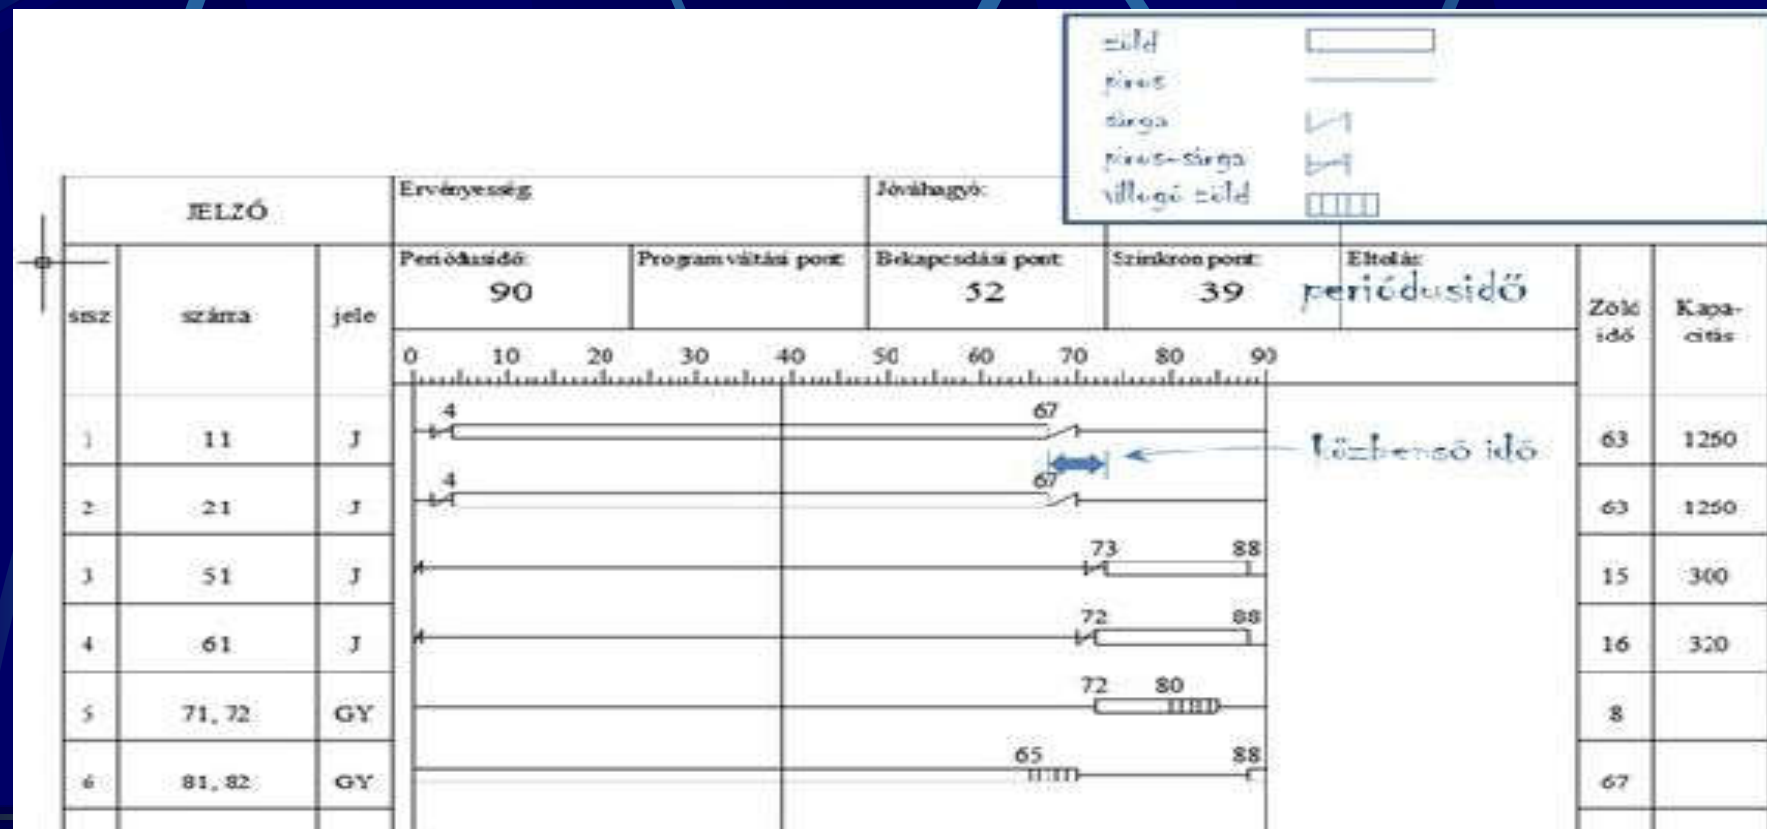 zöld
piros
sárga
piros-sárga
villogó zöld
JELZŐ
Érvényesség:
Jóváhagyó:
srsz
száma
jele
Periódusidő:
90
Program váltási pont:
Bekapcsolási pont:
52
Szinkron pont:
39
Eltolás:
periódusidő
Zöld
idő
Kapa-
citás
0 10 20 30 40 50 60 70 80 90
1 11 J 4 67 63 1260
közbenső idő
2 21 J 4 67 63 1260
3 51 J 73 88 15 300
4 61 J 72 88 16 320
5 71, 72 GY 72 80 8
6 81, 82 GY 65 88 67